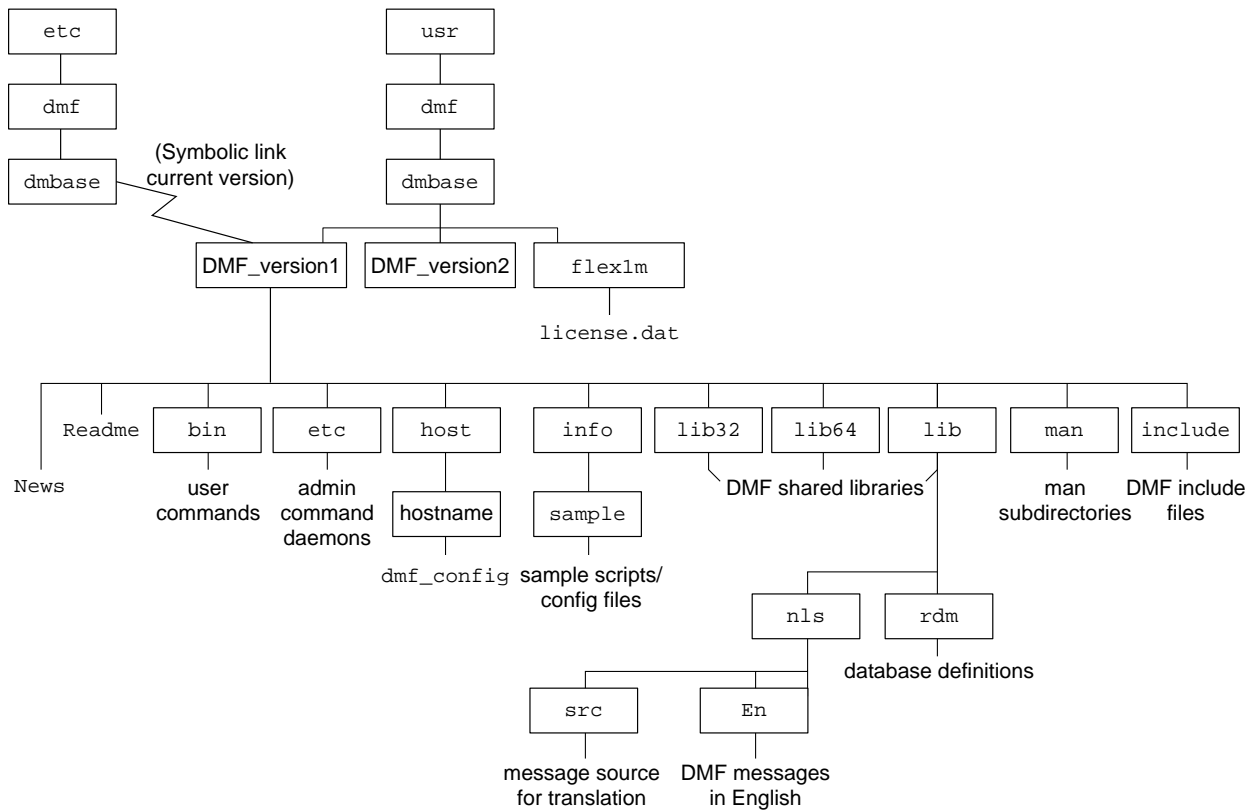 etc
usr
dmf
dmf
(Symbolic link
current version)
dmbase
dmbase
DMF_version1
DMF_version2
flex1m
license.dat
Readme
bin
etc
host
info
lib32
lib64
lib
man
include
News
user
commands
admin
command
daemons
hostname
sample
DMF shared libraries
man
subdirectories
DMF include
files
dmf_config
sample scripts/
config files
nls
rdm
database definitions
src
En
message source
for translation
DMF messages
in English